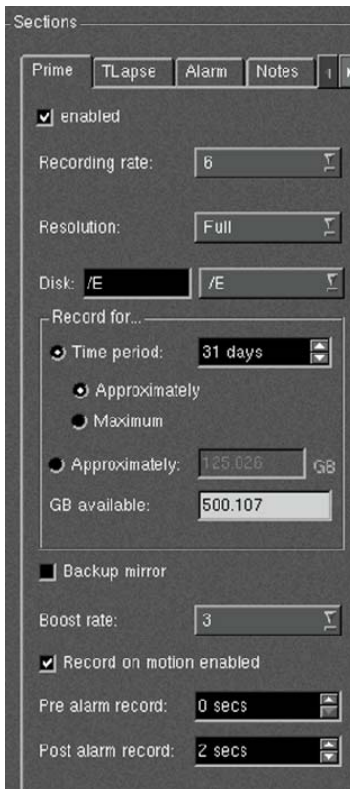 Sections
Prime TLapse Alarm Notes
enabled
Recording rate: 6
Resolution: Full
Disk: /E /E
Record for...
Time period: 31 days
Approximately
Maximum
Approximately: 125.026 GB
GB available: 500.107
Backup mirror
Boost rate: 3
Record on motion enabled
Pre alarm record: 0 secs
Post alarm record: 2 secs